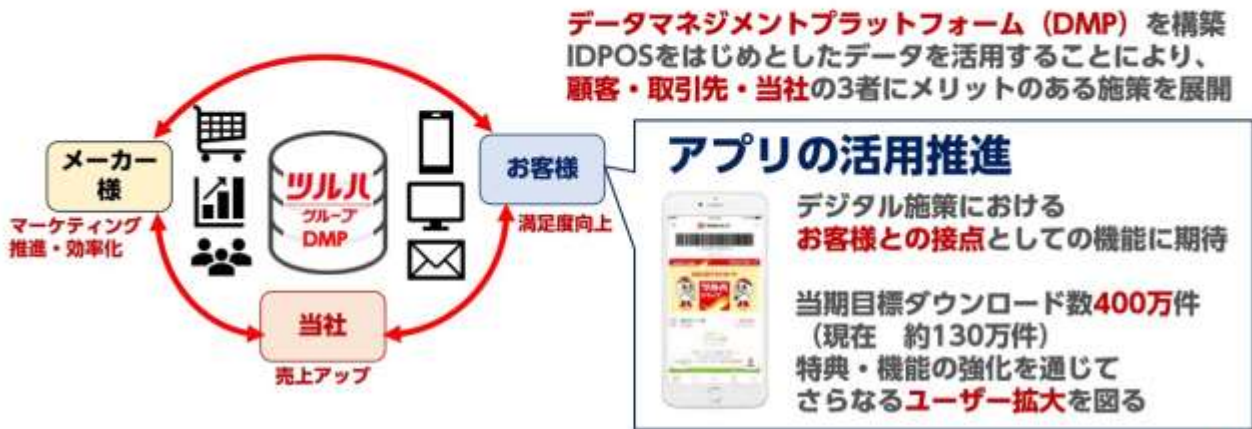 データマネジメントプラットフォーム（DMP）を構築
IDPOSをはじめとしたデータを活用することにより、
顧客・取引先・当社の3者にメリットのある施策を展開
メーカー
様
マーケティング
推進・効率化
ツルハ
グループ
DMP
お客様
満足度向上
当社
売上アップ
アプリの活用推進
デジタル施策における
お客様との接点としての機能に期待
当期目標ダウンロード数400万件
（現在　約130万件）
特典・機能の強化を通じて
さらなるユーザー拡大を図る
ツルハ